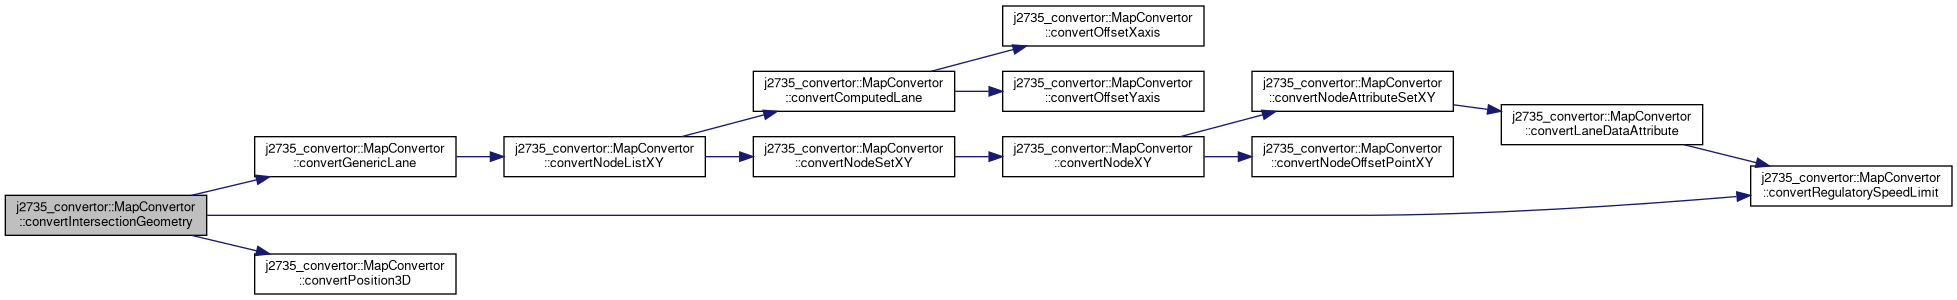 j2735_convertor::MapConvertor
::convertIntersectionGeometry
j2735_convertor::MapConvertor
::convertGenericLane
j2735_convertor::MapConvertor
::convertPosition3D
j2735_convertor::MapConvertor
::convertNodeListXY
j2735_convertor::MapConvertor
::convertComputedLane
j2735_convertor::MapConvertor
::convertNodeSetXY
j2735_convertor::MapConvertor
::convertOffsetXaxis
j2735_convertor::MapConvertor
::convertOffsetYaxis
j2735_convertor::MapConvertor
::convertNodeXY
j2735_convertor::MapConvertor
::convertNodeAttributeSetXY
j2735_convertor::MapConvertor
::convertNodeOffsetPointXY
j2735_convertor::MapConvertor
::convertLaneDataAttribute
j2735_convertor::MapConvertor
::convertRegulatorySpeedLimit